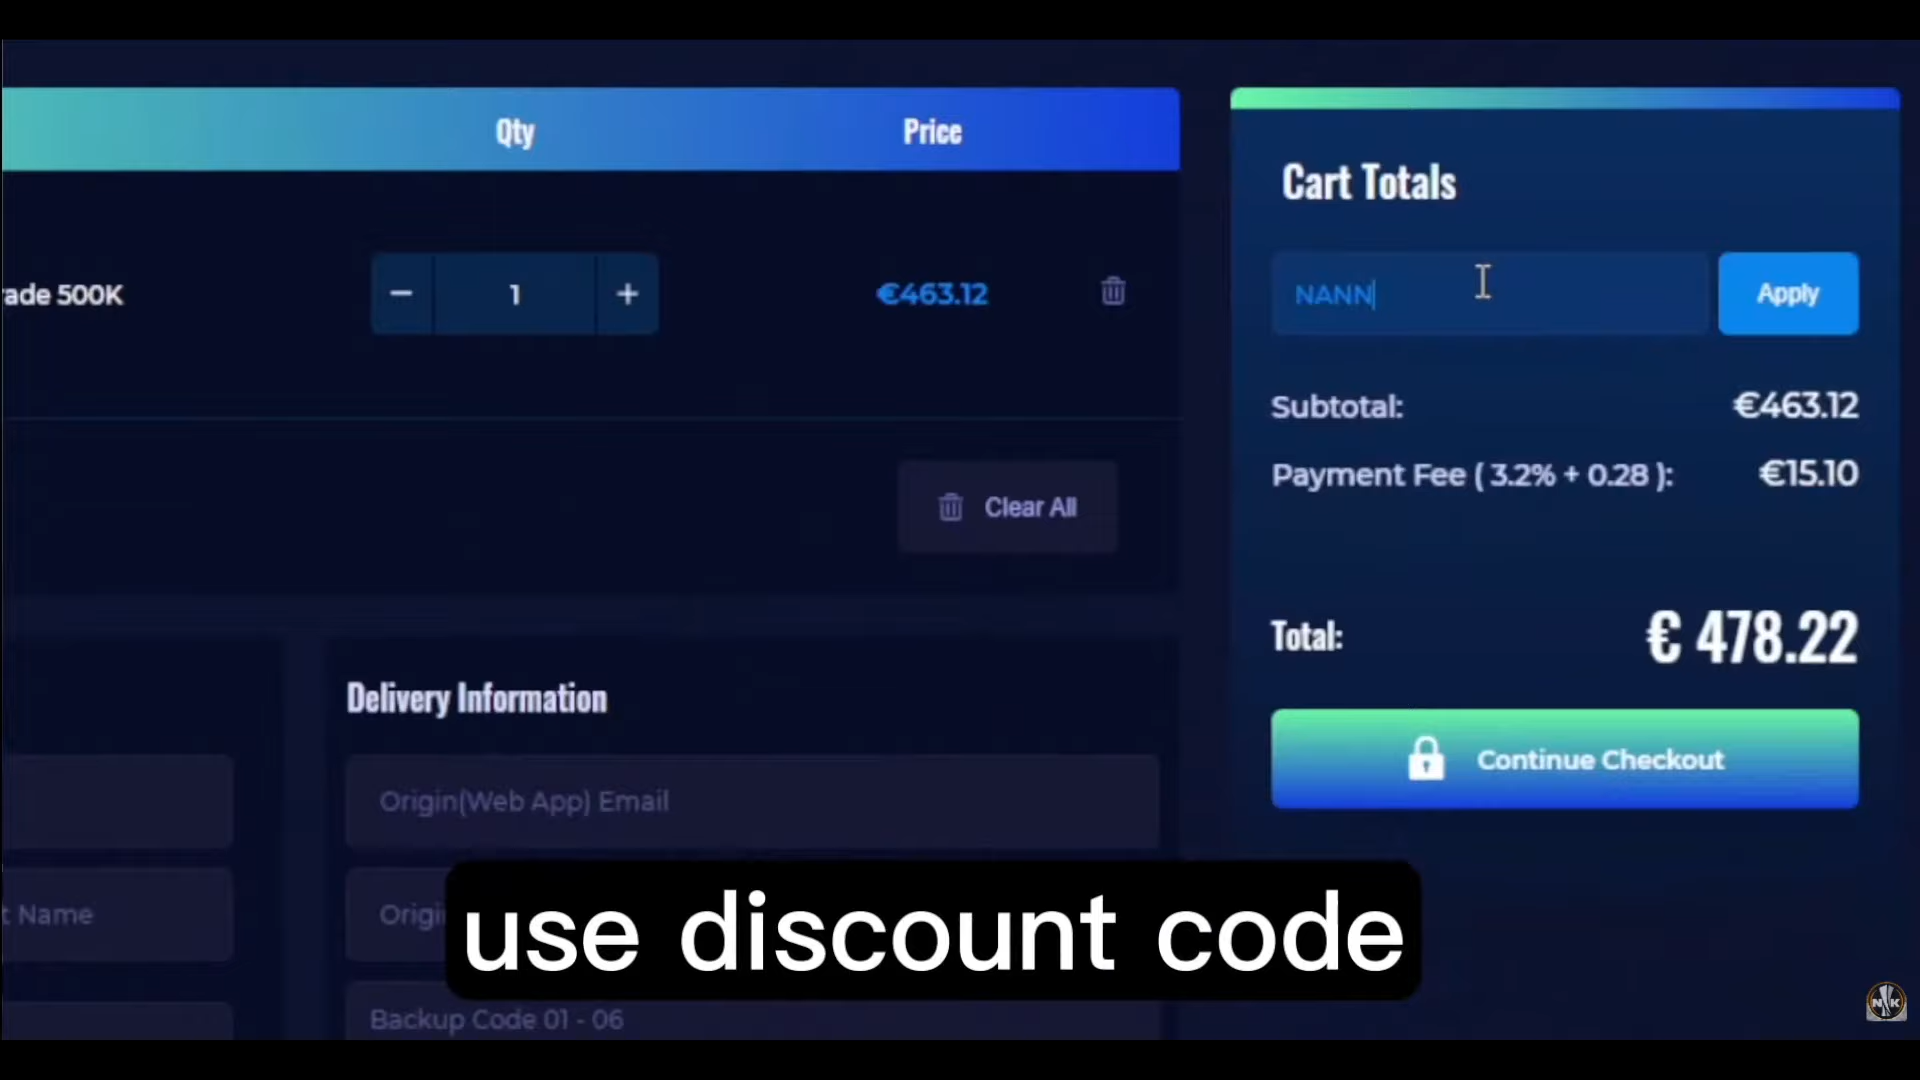 Qty Price
Cart Totals
ade 500K
− 1 + €463.12
NANN
Apply
Subtotal: €463.12
Payment Fee ( 3.2% + 0.28 ): €15.10
Clear All
Total: € 478.22
Delivery Information
Continue Checkout
Origin(Web App) Email
t Name
Origi
use discount code
Backup Code 01 - 06
NK